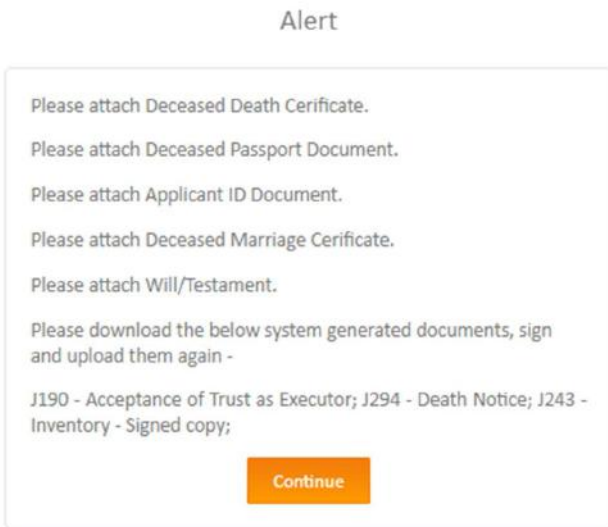 Alert
Please attach Deceased Death Cerificate.
Please attach Deceased Passport Document.
Please attach Applicant ID Document.
Please attach Deceased Marriage Cerificate.
Please attach Will/Testament.
Please download the below system generated documents, sign
and upload them again -
J190 - Acceptance of Trust as Executor; J294 - Death Notice; J243 -
Inventory - Signed copy;
Continue